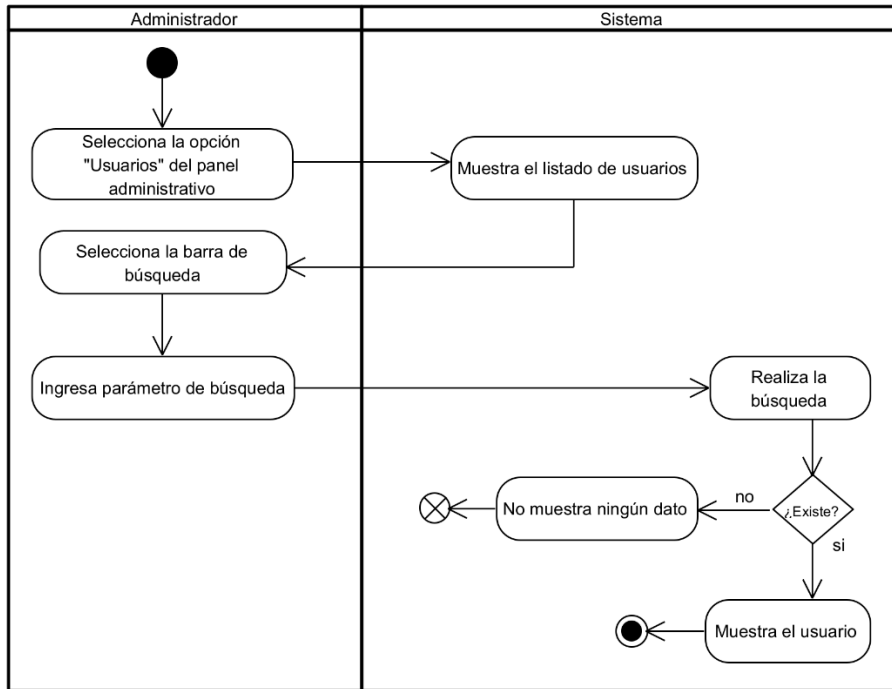 Administrador
Sistema
Selecciona la opción
"Usuarios" del panel
administrativo
Muestra el listado de usuarios
Selecciona la barra de
búsqueda
Ingresa parámetro de búsqueda
Realiza la
búsqueda
¿Existe?
no
No muestra ningún dato
si
Muestra el usuario